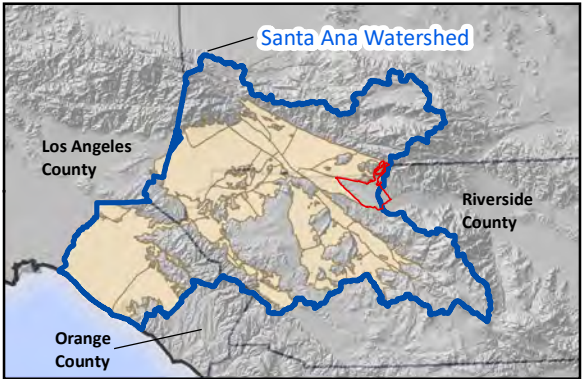 Santa Ana Watershed
Los Angeles
County
Riverside
County
Orange
County